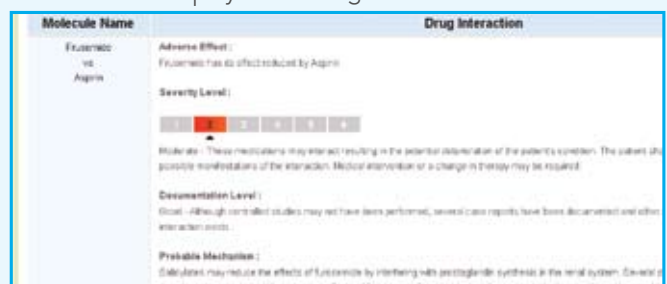 Molecule Name
Drug Interaction
Frusemide
vs
Aspirin
Adverse Effect :
Frusemide has its effect reduced by Aspirin
Severity Level :
1 2 3 4 5 6
Moderate - These medications may interact resulting in the potential deterioration of the patient's condition. The patient
possible manifestations of the interaction. Medical intervention or a change in therapy may be required.
Documentation Level :
Good - Although controlled studies may not have been performed, several case reports have been documented and other
interaction exists.
Probable Mechanism :
Salicylates may reduce the effects of furosemide by interfering with prostaglandin synthesis in the renal system. Several